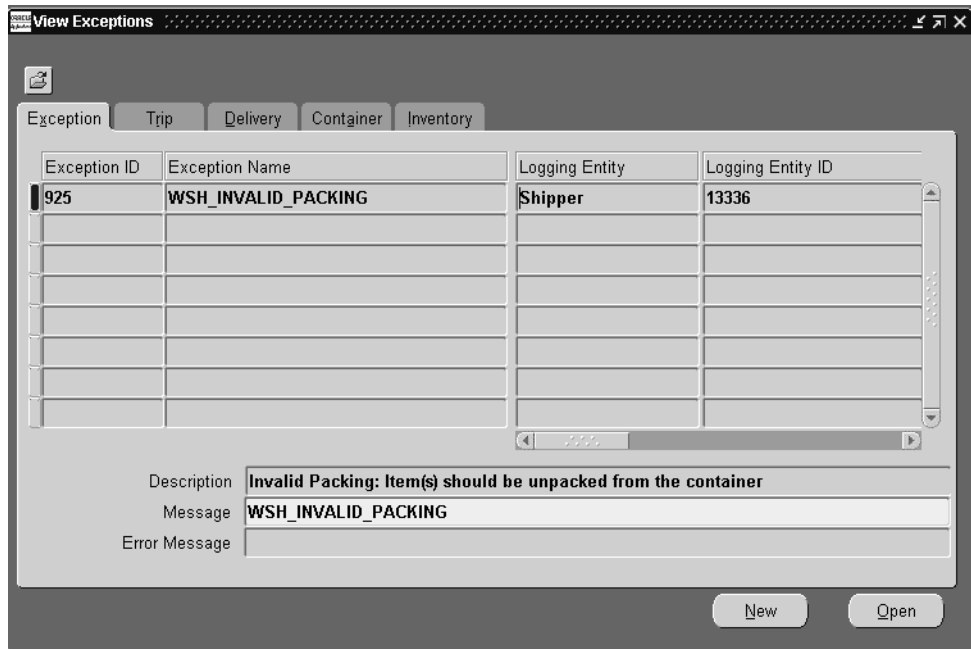 View Exceptions
Exception Trip Delivery Container Inventory
Exception ID Exception Name Logging Entity Logging Entity ID
925 WSH_INVALID_PACKING Shipper 13336
Description Invalid Packing: Item(s) should be unpacked from the container
Message WSH_INVALID_PACKING
Error Message
New Open